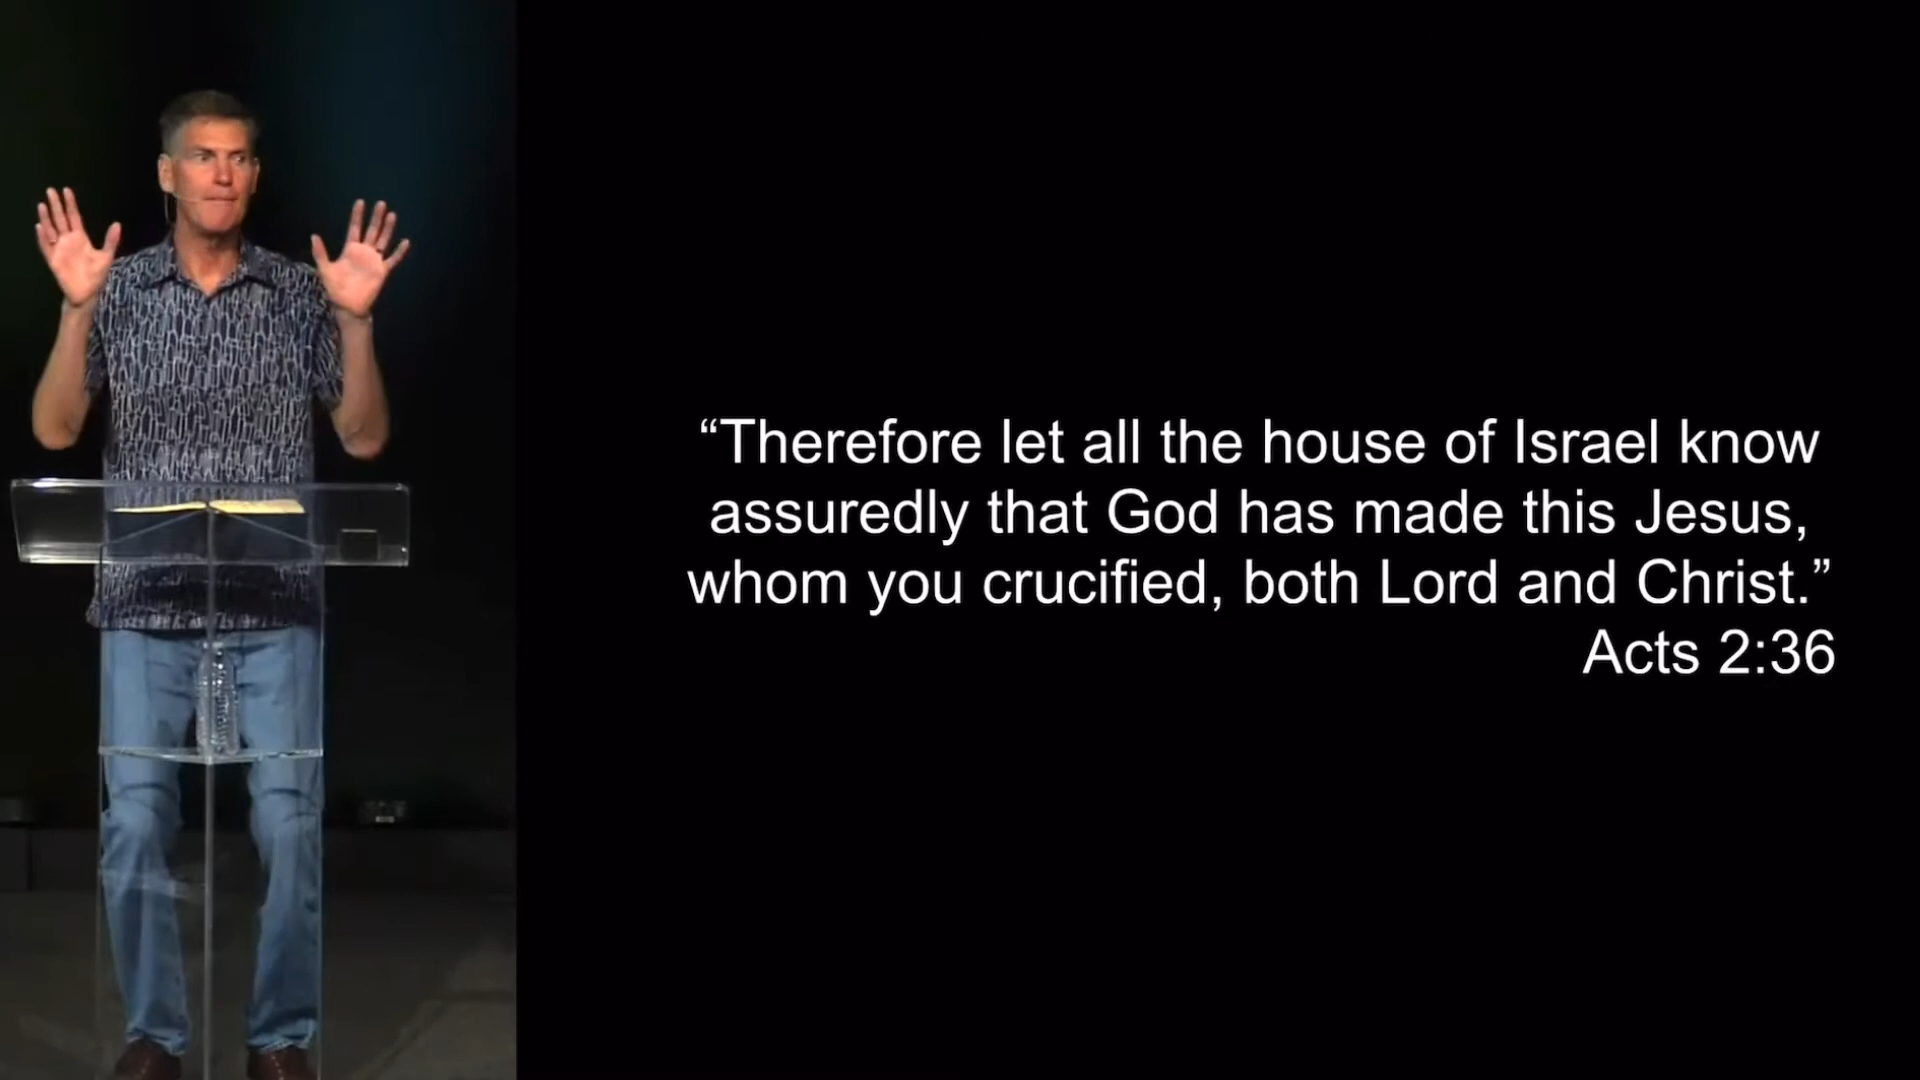 “Therefore let all the house of Israel know
assuredly that God has made this Jesus,
whom you crucified, both Lord and Christ.”
Acts 2:36